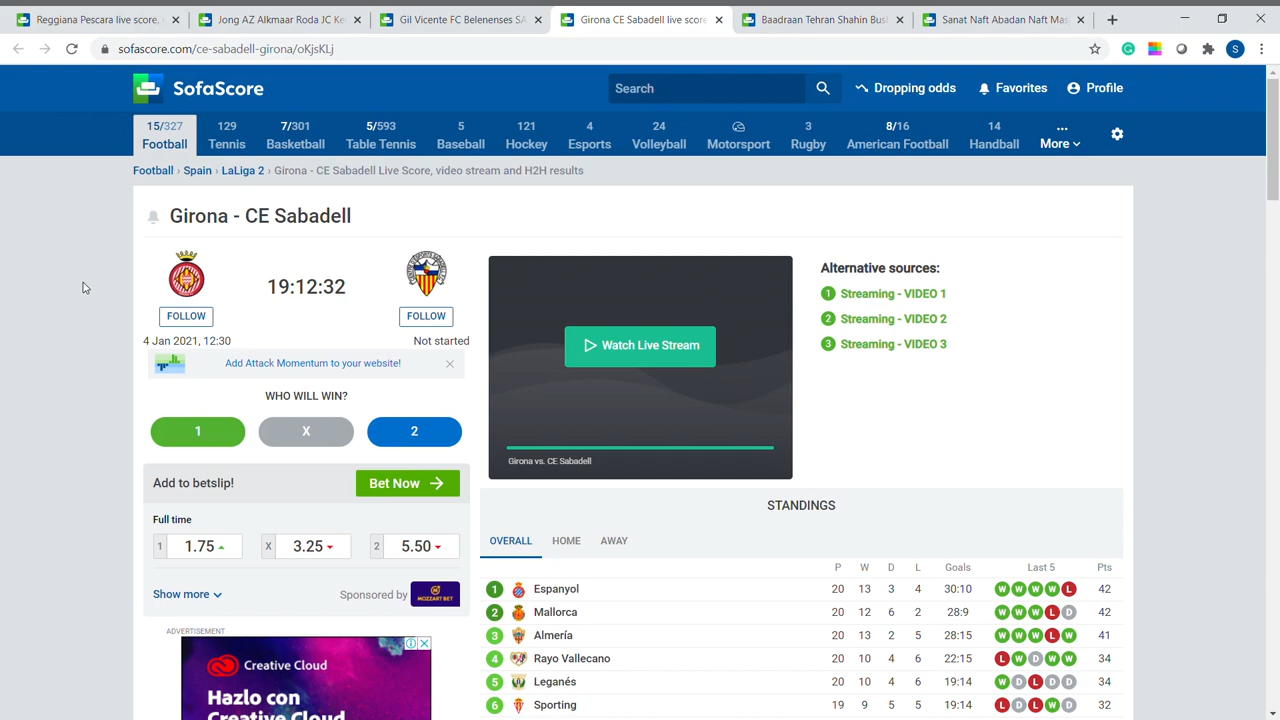 Reggiana Pescara live score,
Jong AZ Alkmaar Roda JC Ke
Gil Vicente FC Belenenses SA
Girona CE Sabadell live score
Baadraan Tehran Shahin Bus
Sanat Naft Abadan Naft Mas
sofascore.com/ce-sabadell-girona/oKjsKLj
S
SofaScore
Search
Dropping odds
Favorites
Profile
15/327
Football
129
Tennis
7/301
Basketball
5/593
Table Tennis
5
Baseball
121
Hockey
4
Esports
24
Volleyball
Motorsport
3
Rugby
8/16
American Football
14
Handball
...
More
Football › Spain › LaLiga 2 › Girona - CE Sabadell Live Score, video stream and H2H results
Girona - CE Sabadell
19:12:32
FOLLOW
FOLLOW
4 Jan 2021, 12:30
Not started
Add Attack Momentum to your website!
WHO WILL WIN?
1
X
2
Add to betslip!
Bet Now
Full time
1 1.75
X 3.25
2 5.50
Show more
Sponsored by
MOZZART BET
ADVERTISEMENT
Creative Cloud
Hazlo con
Creative Cloud
Watch Live Stream
Girona vs. CE Sabadell
Alternative sources:
1 Streaming - VIDEO 1
2 Streaming - VIDEO 2
3 Streaming - VIDEO 3
STANDINGS
OVERALL
HOME
AWAY
P W D L Goals Last 5 Pts
1 Espanyol 20 13 3 4 30:10 W W W W L 42
2 Mallorca 20 12 6 2 28:9 W W W L D 42
3 Almería 20 13 2 5 28:15 W W W L W 41
4 Rayo Vallecano 20 10 4 6 22:15 L W D W W 34
5 Leganés 20 10 4 6 19:14 W D L D D 34
6 Sporting 19 9 5 5 19:14 L D L W D 32